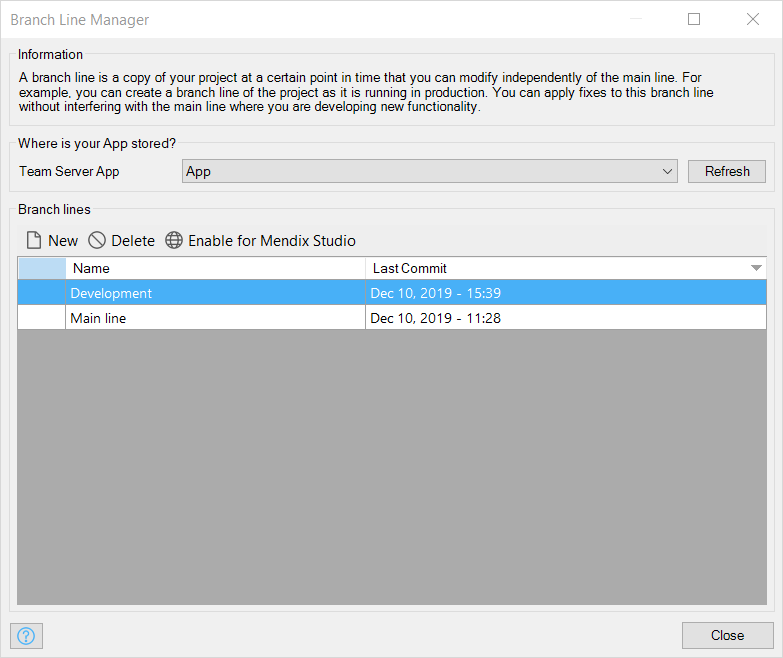 Branch Line Manager
Information
A branch line is a copy of your project at a certain point in time that you can modify independently of the main line. For
example, you can create a branch line of the project as it is running in production. You can apply fixes to this branch line
without interfering with the main line where you are developing new functionality.
Where is your App stored?
Team Server App App Refresh
Branch lines
New Delete Enable for Mendix Studio
Name Last Commit
Development Dec 10, 2019 - 15:39
Main line Dec 10, 2019 - 11:28
? Close